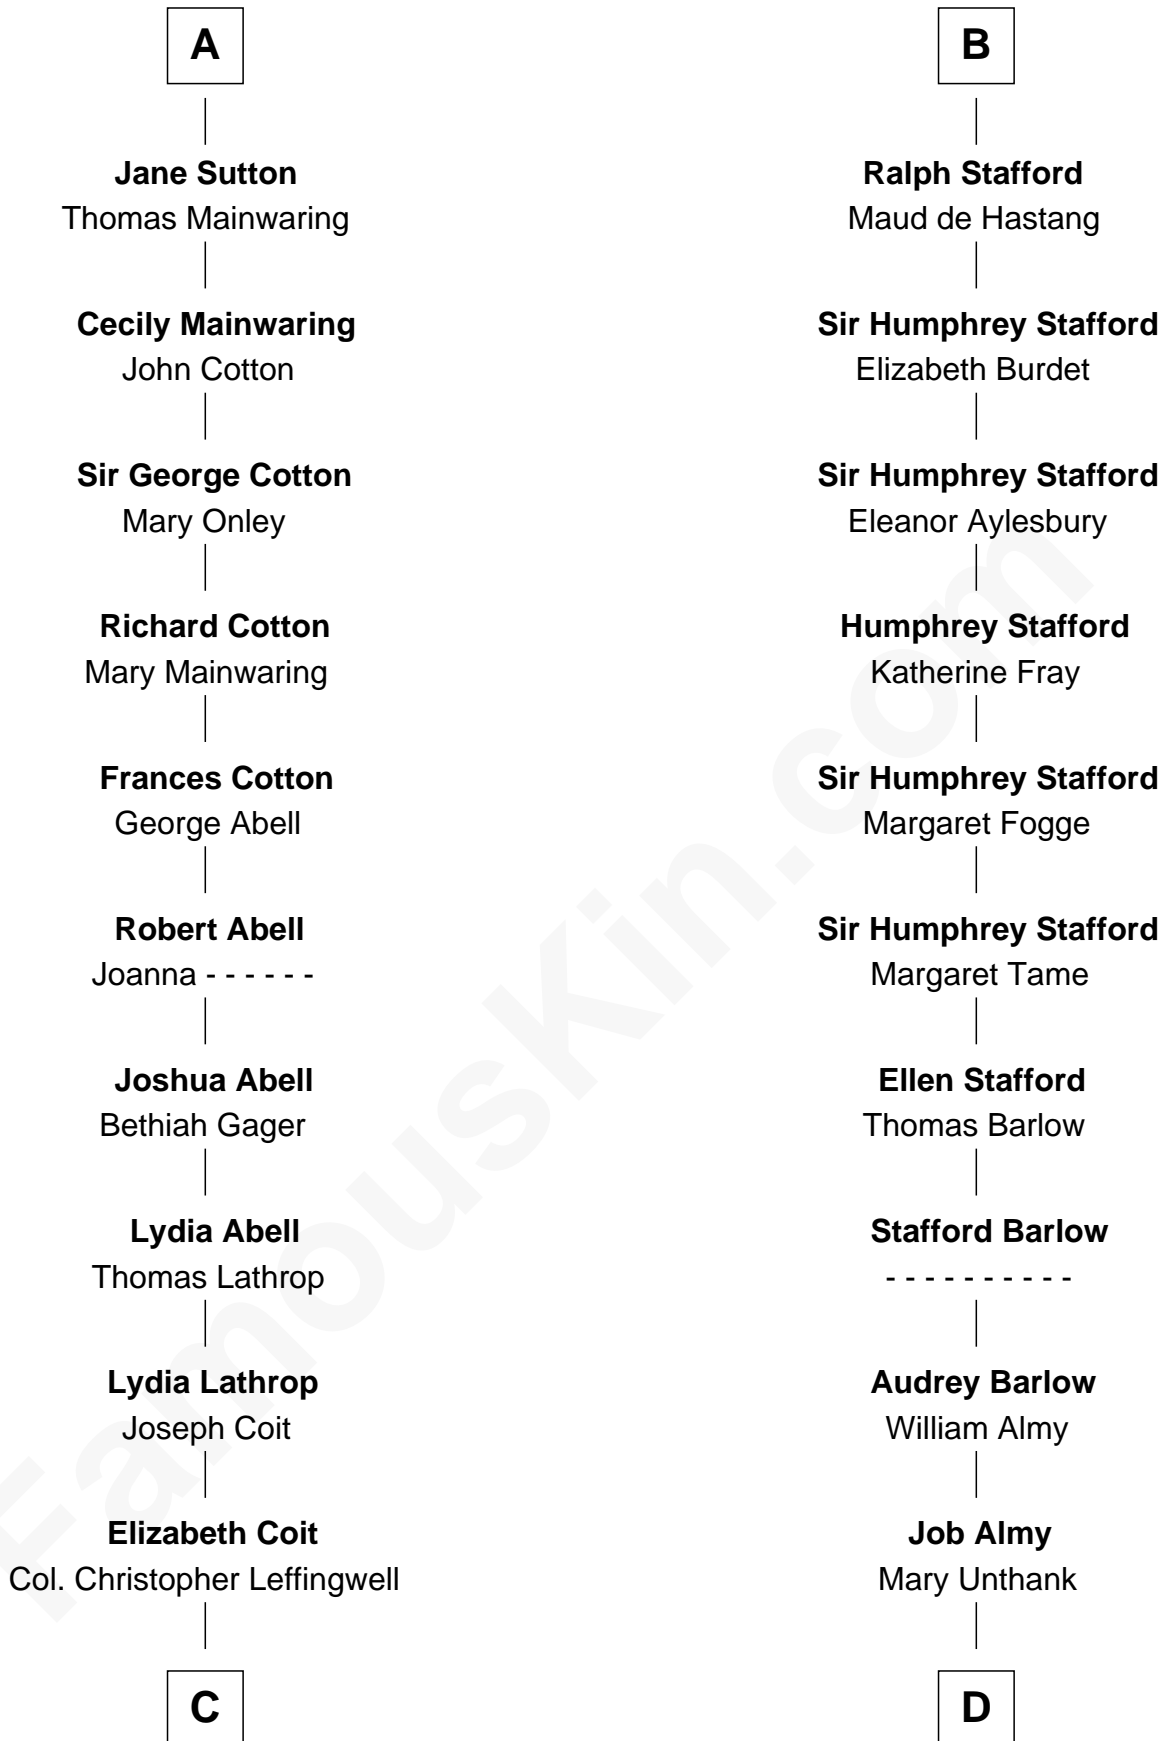 A
Jane Sutton
Thomas Mainwaring
Cecily Mainwaring
John Cotton
Sir George Cotton
Mary Onley
Richard Cotton
Mary Mainwaring
Frances Cotton
George Abell
Robert Abell
Joanna - - - - - -
Joshua Abell
Bethiah Gager
Lydia Abell
Thomas Lathrop
Lydia Lathrop
Joseph Coit
Elizabeth Coit
Col. Christopher Leffingwell
C
B
Ralph Stafford
Maud de Hastang
Sir Humphrey Stafford
Elizabeth Burdet
Sir Humphrey Stafford
Eleanor Aylesbury
Humphrey Stafford
Katherine Fray
Sir Humphrey Stafford
Margaret Fogge
Sir Humphrey Stafford
Margaret Tame
Ellen Stafford
Thomas Barlow
Stafford Barlow
- - - - - - - - - -
Audrey Barlow
William Almy
Job Almy
Mary Unthank
D
FamousKin.com